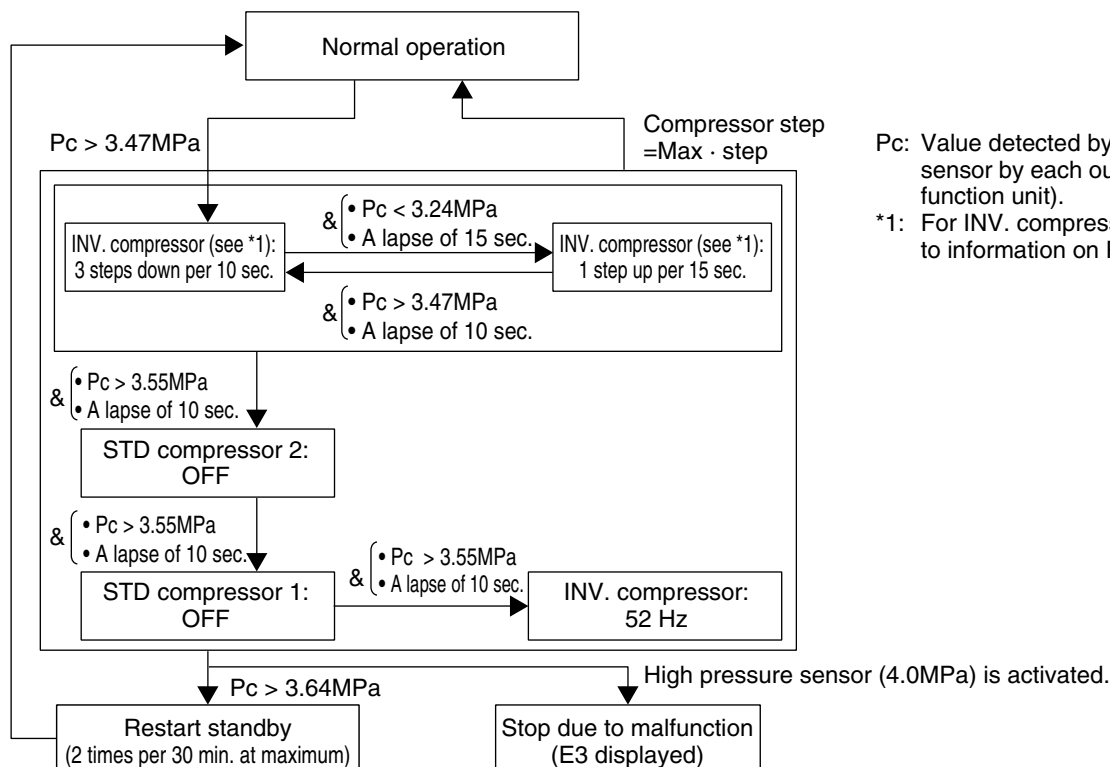 Normal operation
Pc > 3.47MPa
Compressor step
=Max · step
Pc: Value detected by
sensor by each ou
function unit).
*1: For INV. compress
to information on
& • Pc < 3.24MPa
• A lapse of 15 sec.
INV. compressor (see *1):
3 steps down per 10 sec.
INV. compressor (see *1):
1 step up per 15 sec.
& • Pc > 3.47MPa
• A lapse of 10 sec.
& • Pc > 3.55MPa
• A lapse of 10 sec.
STD compressor 2:
OFF
& • Pc > 3.55MPa
• A lapse of 10 sec.
& • Pc > 3.55MPa
• A lapse of 10 sec.
STD compressor 1:
OFF
INV. compressor:
52 Hz
Pc > 3.64MPa
High pressure sensor (4.0MPa) is activated.
Restart standby
(2 times per 30 min. at maximum)
Stop due to malfunction
(E3 displayed)